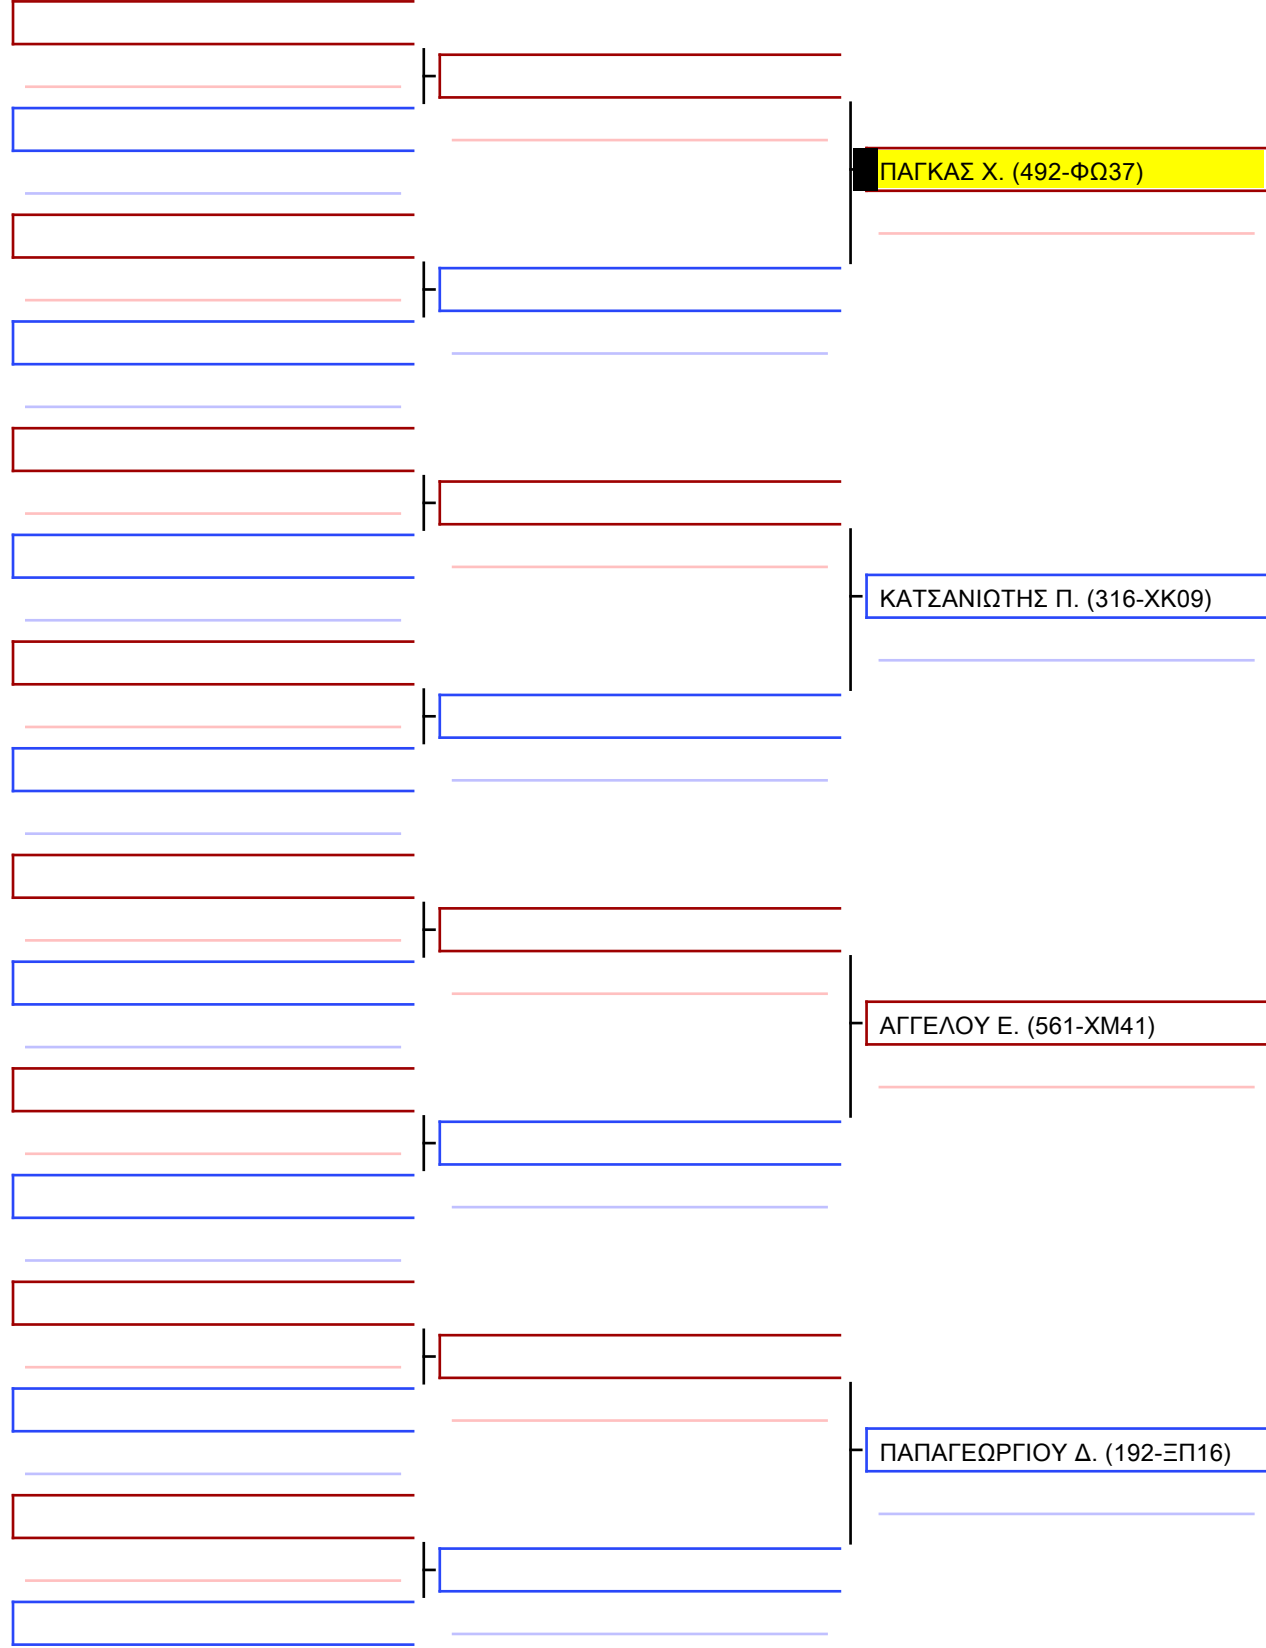 ΠΑΓΚΑΣ Χ. (492-ΦΩ37)
ΚΑΤΣΑΝΙΩΤΗΣ Π. (316-ΧΚ09)
ΑΓΓΕΛΟΥ Ε. (561-ΧΜ41)
ΠΑΠΑΓΕΩΡΓΙΟΥ Δ. (192-ΞΠ16)